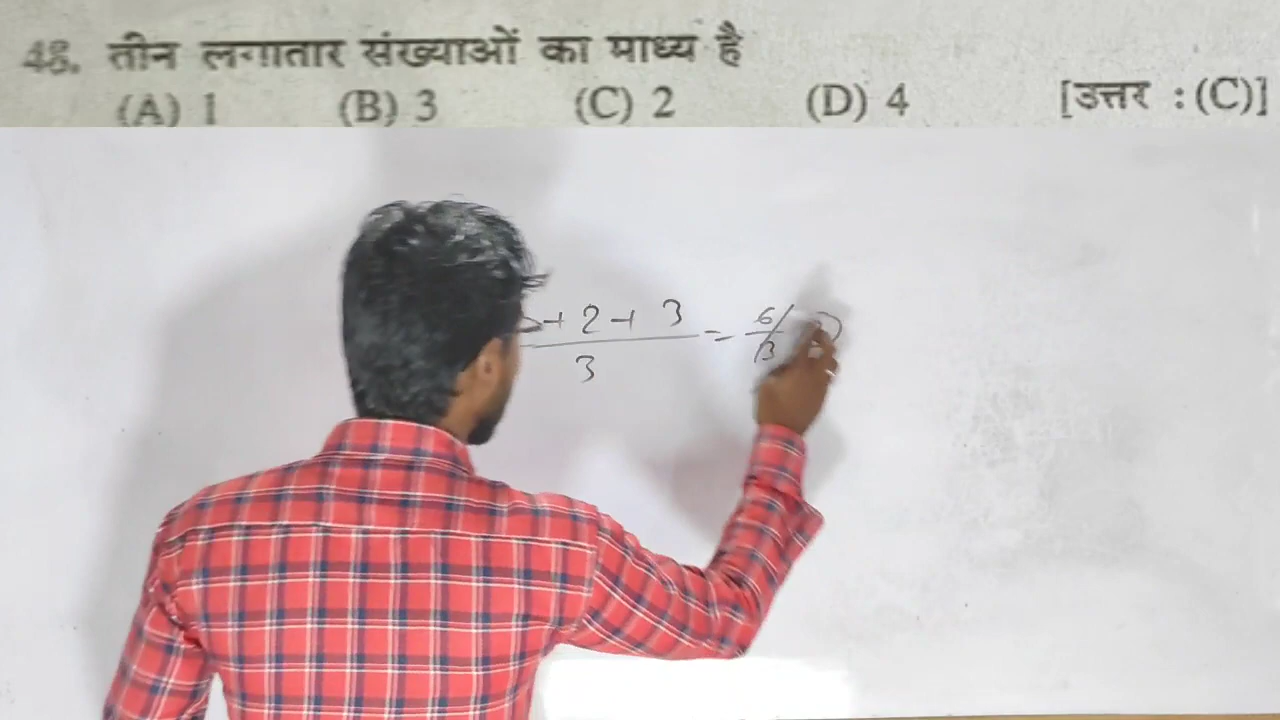 48. तीन लगातार संख्याओं का माध्य है
(A) 1 (B) 3 (C) 2 (D) 4 [उत्तर : (C)]
+ 2 + 3 = 6
3 3